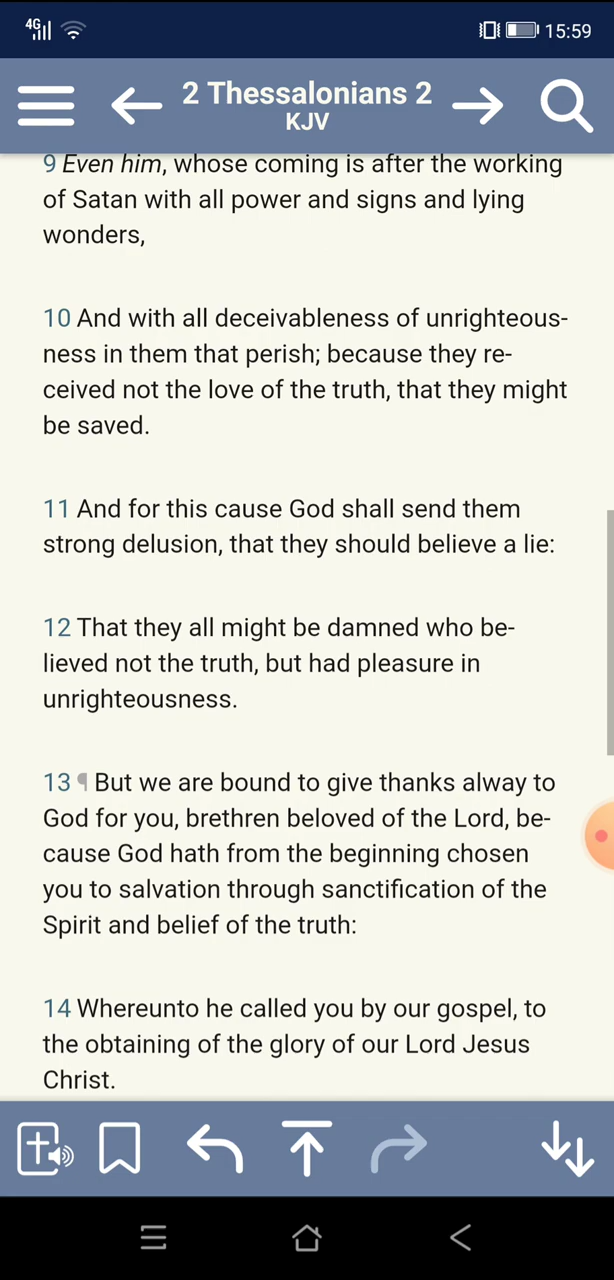 4G 15:59
2 Thessalonians 2
KJV
9 Even him, whose coming is after the working
of Satan with all power and signs and lying
wonders,
10 And with all deceivableness of unrighteous-
ness in them that perish; because they re-
ceived not the love of the truth, that they might
be saved.
11 And for this cause God shall send them
strong delusion, that they should believe a lie:
12 That they all might be damned who be-
lieved not the truth, but had pleasure in
unrighteousness.
13 ¶ But we are bound to give thanks alway to
God for you, brethren beloved of the Lord, be-
cause God hath from the beginning chosen
you to salvation through sanctification of the
Spirit and belief of the truth:
14 Whereunto he called you by our gospel, to
the obtaining of the glory of our Lord Jesus
Christ.